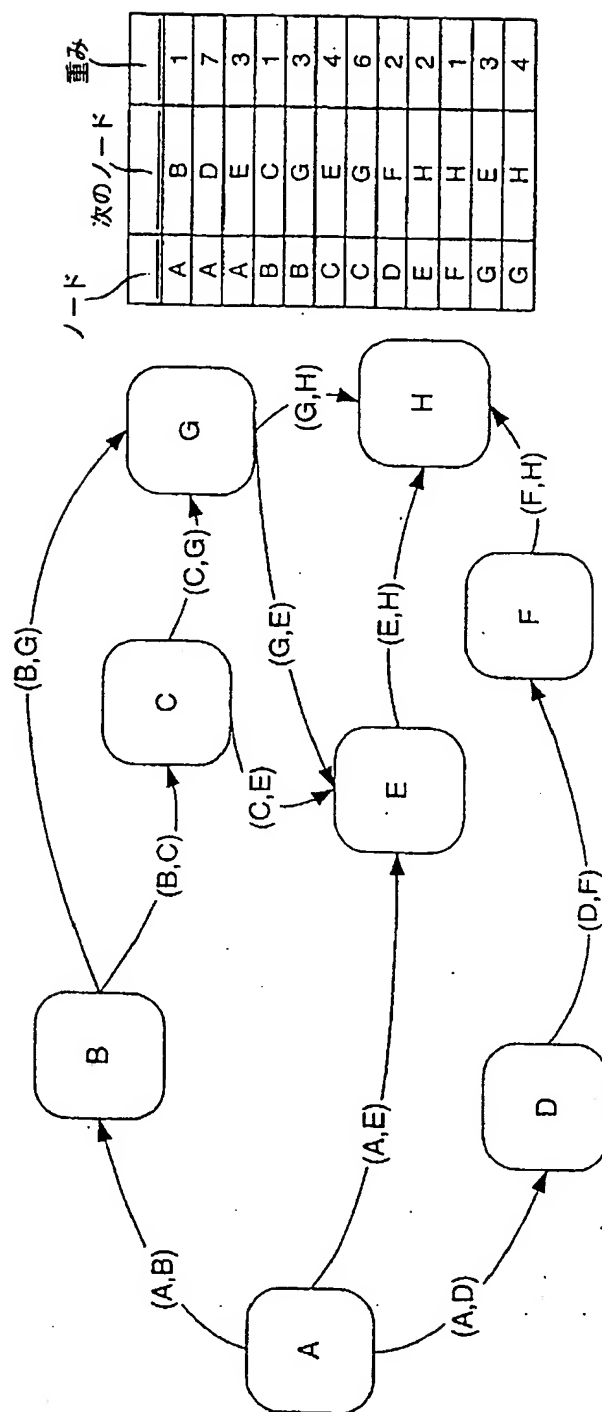 ノード 次のノード 重み
A B 1
A D 7
A E 3
B C 1
B G 3
C E 4
C G 6
D F 2
E H 2
F H 1
G E 3
G H 4
(B,G)
G
B
(C,G)
(G,H)
C
(B,C)
(G,E)
H
(A,B)
(C,E)
(E,H)
(F,H)
E
F
A
(A,E)
(D,F)
D
(A,D)